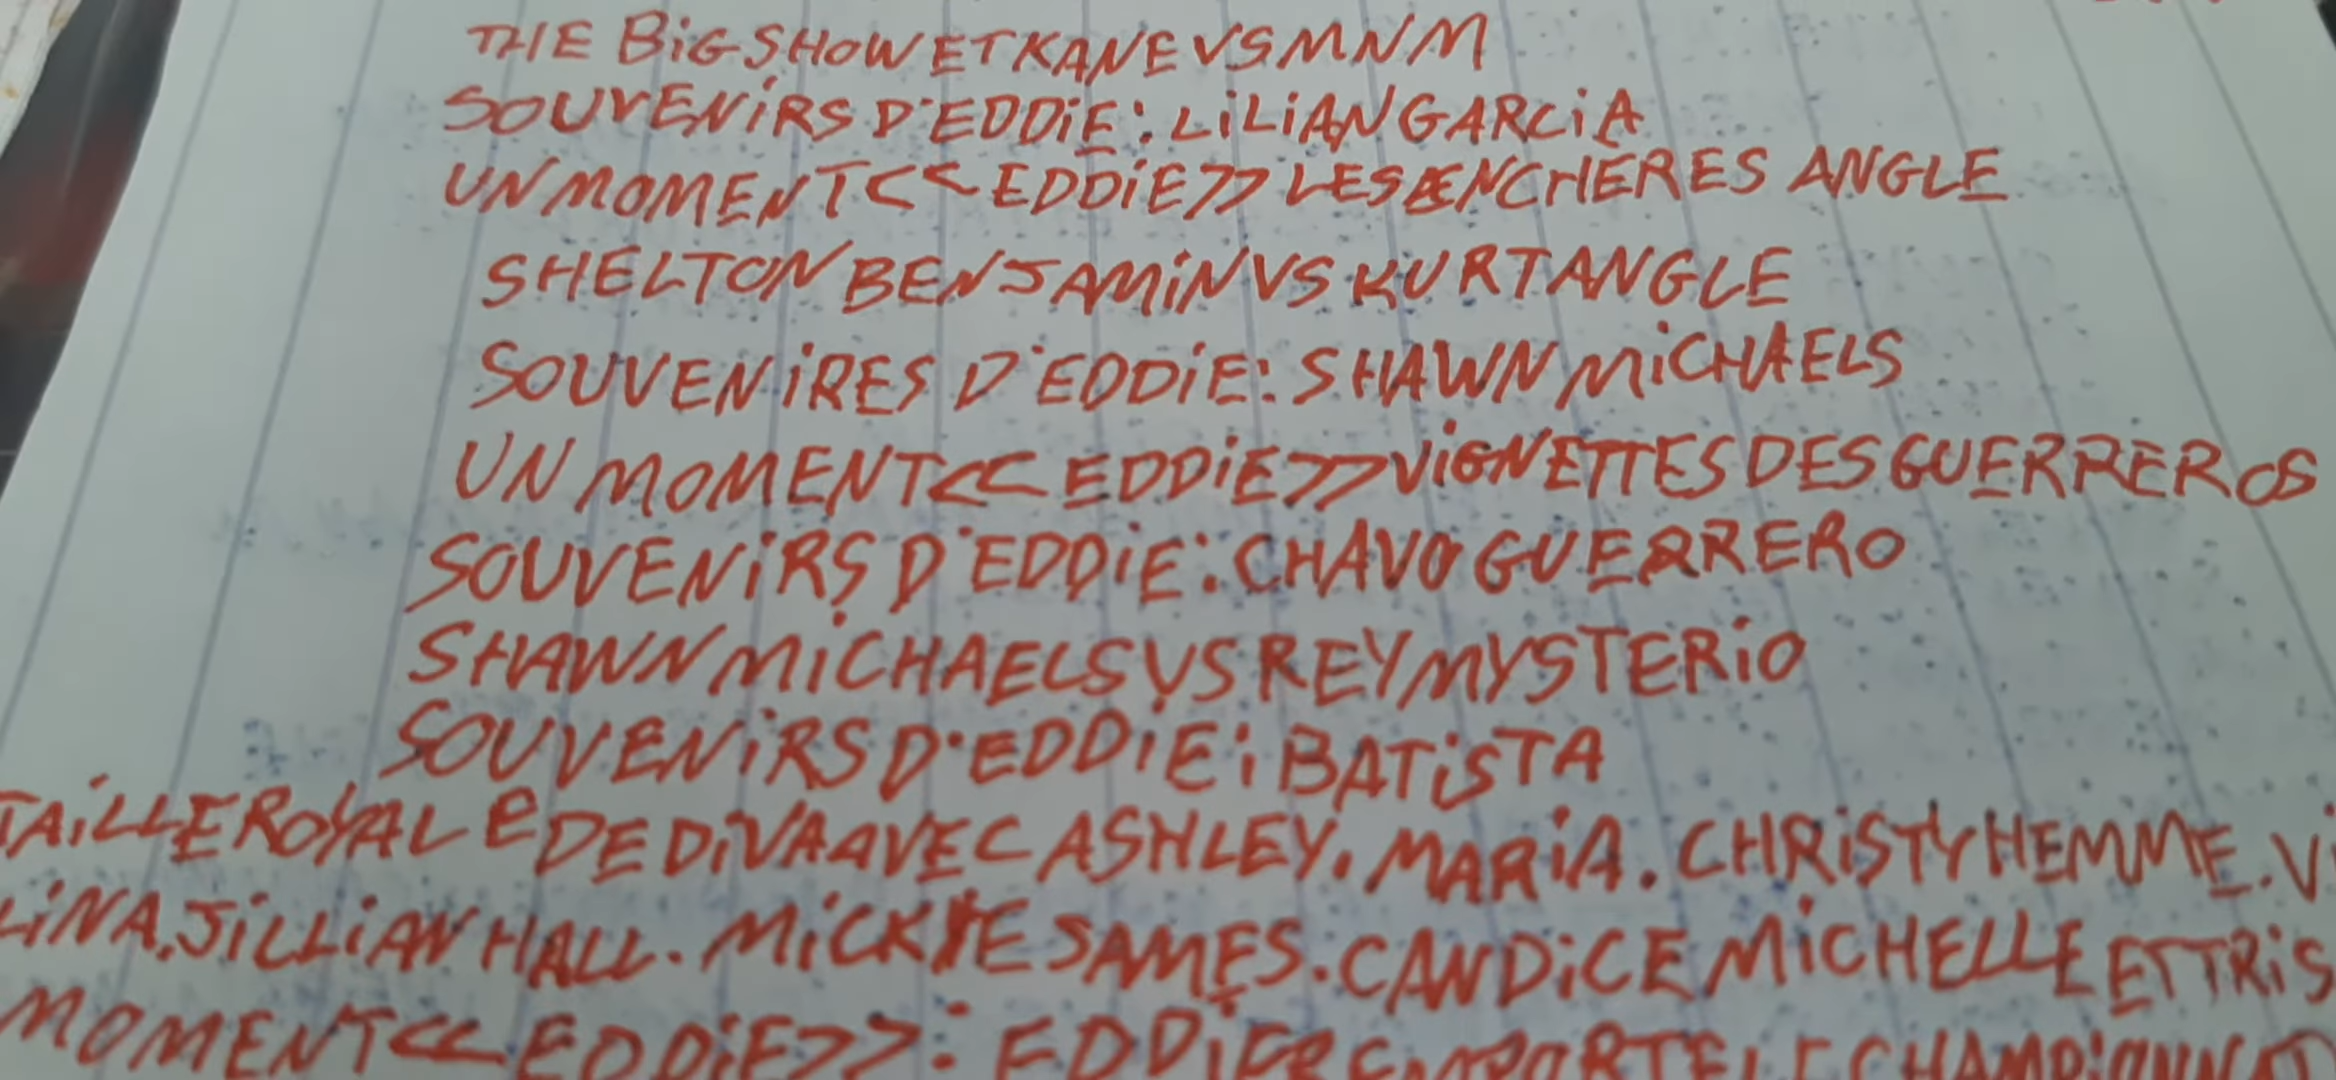 THE BiG SHOW ET KANE VS MNM
SOUVENiRS D'EDDiE: LiLiAN GARCiA
UN MOMENT << EDDiE >> LES ENCHERES ANGLE
SHELTON BENJAMiN VS KURT ANGLE
SOUVENiRES D'EDDiE: SHAWN MiCHAELS
UN MOMENT << EDDiE >> ViGNETTES DES GUERREROS
SOUVENiRS D'EDDiE: CHAVO GUERRERO
SHAWN MiCHAELS VS REY MYSTERiO
SOUVENiRS D'EDDiE: BATiSTA
TAiLLE ROYAL e DE DiVA AVEC ASHLEY. MARiA. CHRiSTY HEMME. Vi
LiNA. JiLLiAN HALL. MiCKiE JAMES. CANDiCE MiCHELLE ET TRiS
MOMENT << EDDiE >>: EDDiE REMPORTE LE CHAMPiONNAT